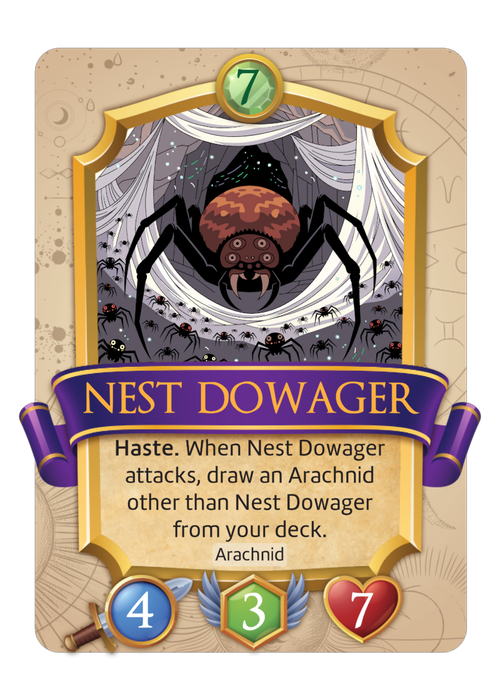 7
NEST DOWAGER
Haste. When Nest Dowager
attacks, draw an Arachnid
other than Nest Dowager
from your deck.
Arachnid
4 3 7